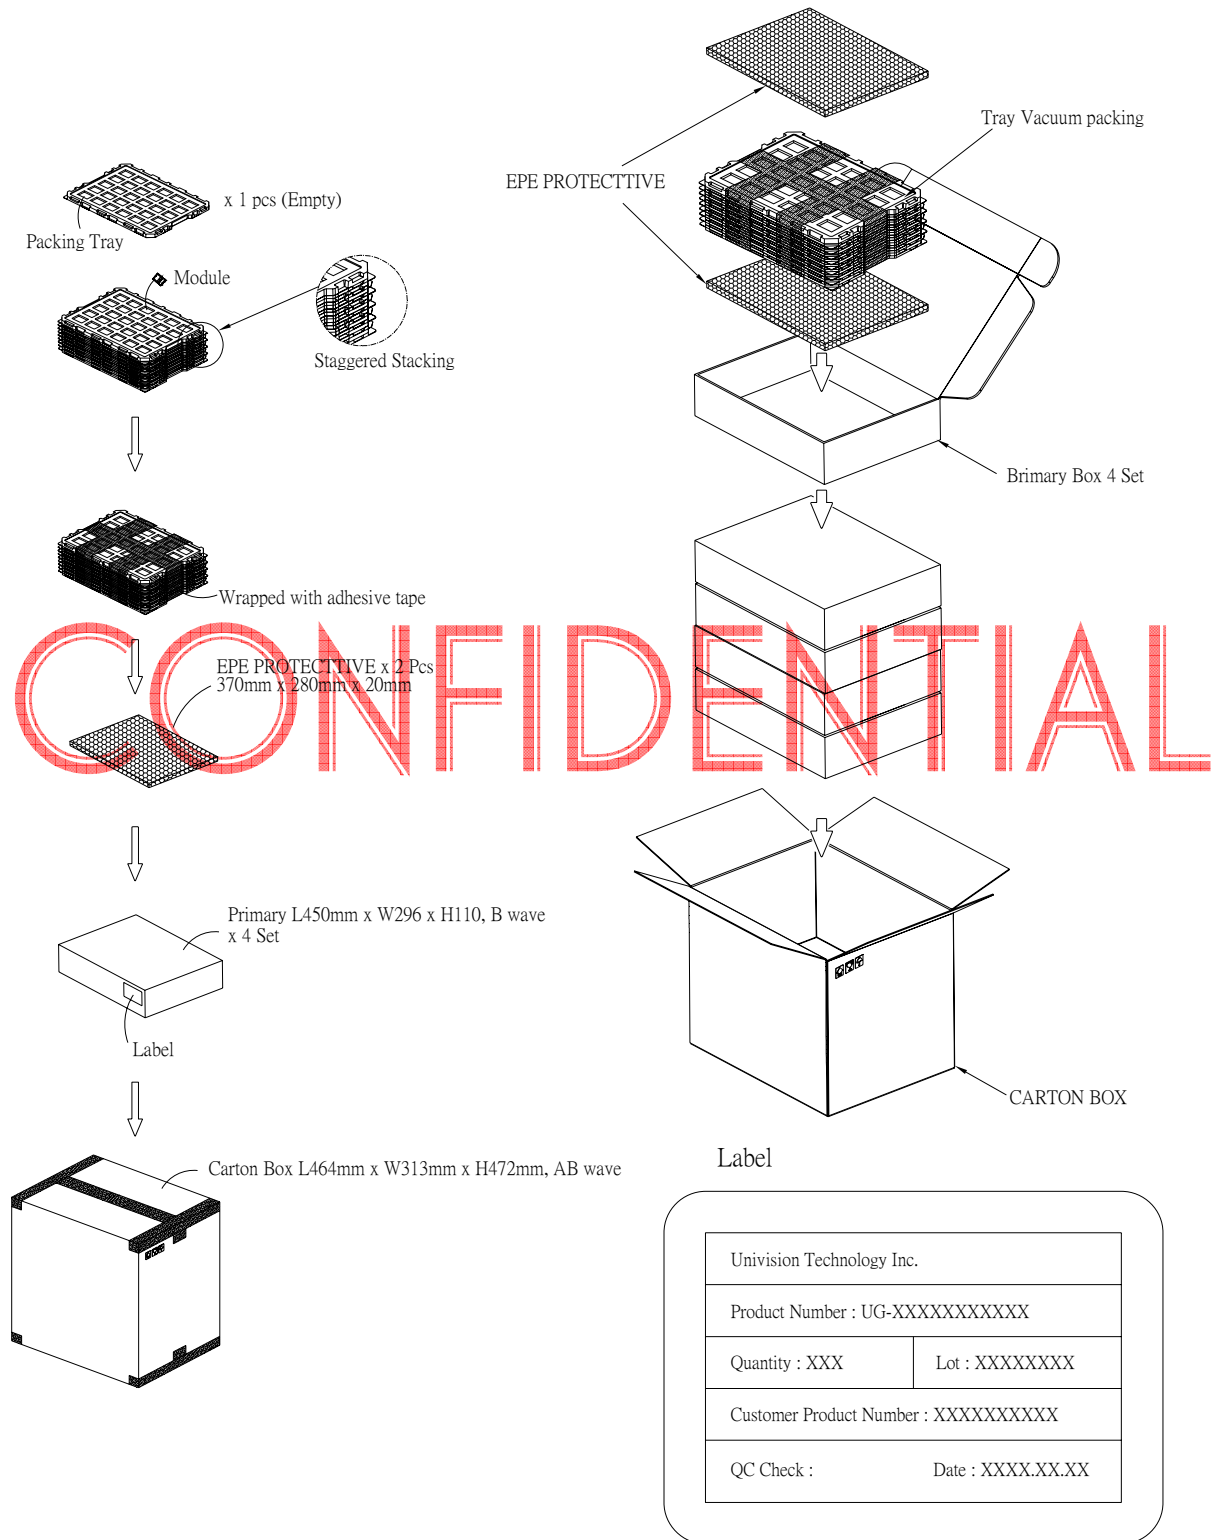 x 1 pcs (Empty)
Packing Tray
Module
Staggered Stacking
Wrapped with adhesive tape
EPE PROTECTTIVE x 2 Pcs
370mm x 280mm x 20mm
Primary L450mm x W296 x H110, B wave
x 4 Set
Label
Carton Box L464mm x W313mm x H472mm, AB wave
EPE PROTECTTIVE
Tray Vacuum packing
Brimary Box 4 Set
CONFIDENTIAL
CARTON BOX
Label
Univision Technology Inc.
Product Number : UG-XXXXXXXXXXX
Quantity : XXX
Lot : XXXXXXXX
Customer Product Number : XXXXXXXXXX
QC Check :
Date : XXXX.XX.XX